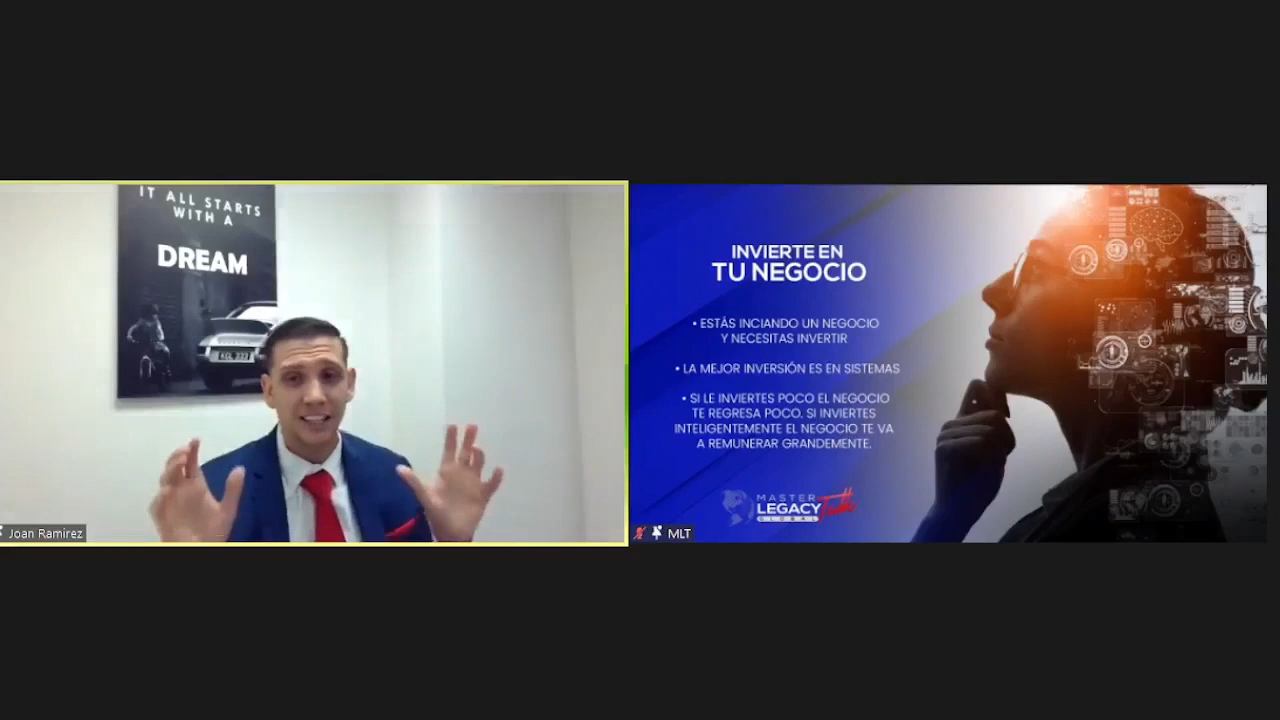 IT ALL STARTS
WITH A
DREAM
Joan Ramirez
INVIERTE EN
TU NEGOCIO
• ESTÁS INCIANDO UN NEGOCIO
Y NECESITAS INVERTIR
• LA MEJOR INVERSIÓN ES EN SISTEMAS
• SI LE INVIERTES POCO EL NEGOCIO
TE REGRESA POCO. SI INVIERTES
INTELIGENTEMENTE EL NEGOCIO TE VA
A REMUNERAR GRANDEMENTE.
MASTER
LEGACY Talk
GLOBAL
MLT